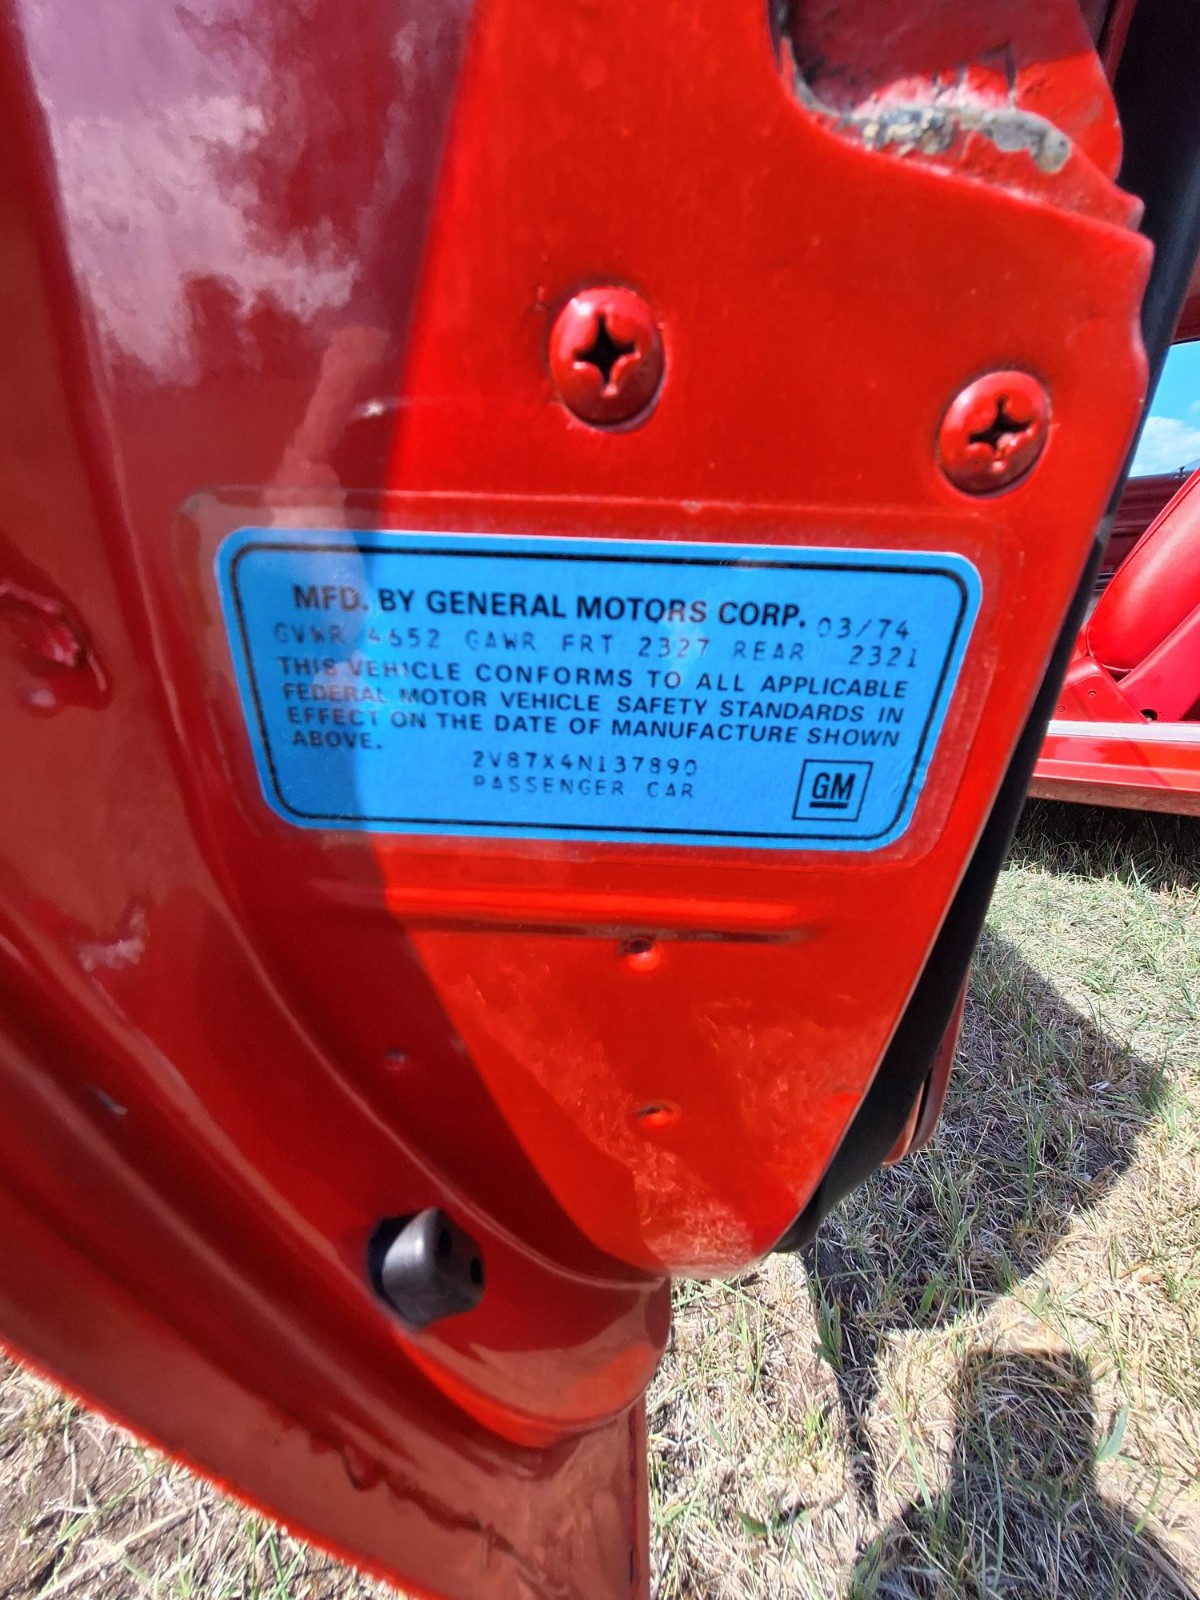 MFD. BY GENERAL MOTORS CORP. 03/74
GVWR 4652 GAWR FRT 2327 REAR 2321
THIS VEHICLE CONFORMS TO ALL APPLICABLE
FEDERAL MOTOR VEHICLE SAFETY STANDARDS IN
EFFECT ON THE DATE OF MANUFACTURE SHOWN
ABOVE.
2V87X4N137890
PASSENGER CAR
GM